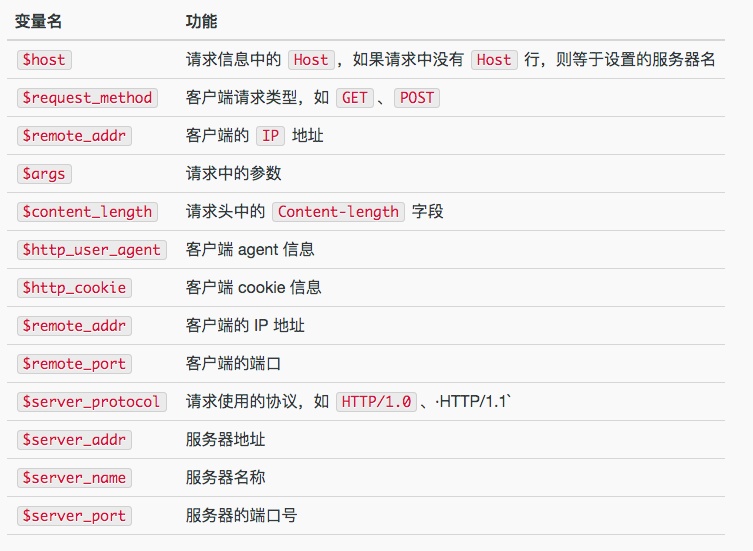 变量名 功能
$host 请求信息中的 Host，如果请求中没有 Host 行，则等于设置的服务器名
$request_method 客户端请求类型，如 GET 、 POST
$remote_addr 客户端的 IP 地址
$args 请求中的参数
$content_length 请求头中的 Content-length 字段
$http_user_agent 客户端 agent 信息
$http_cookie 客户端 cookie 信息
$remote_addr 客户端的 IP 地址
$remote_port 客户端的端口
$server_protocol 请求使用的协议，如 HTTP/1.0 、·HTTP/1.1`
$server_addr 服务器地址
$server_name 服务器名称
$server_port 服务器的端口号